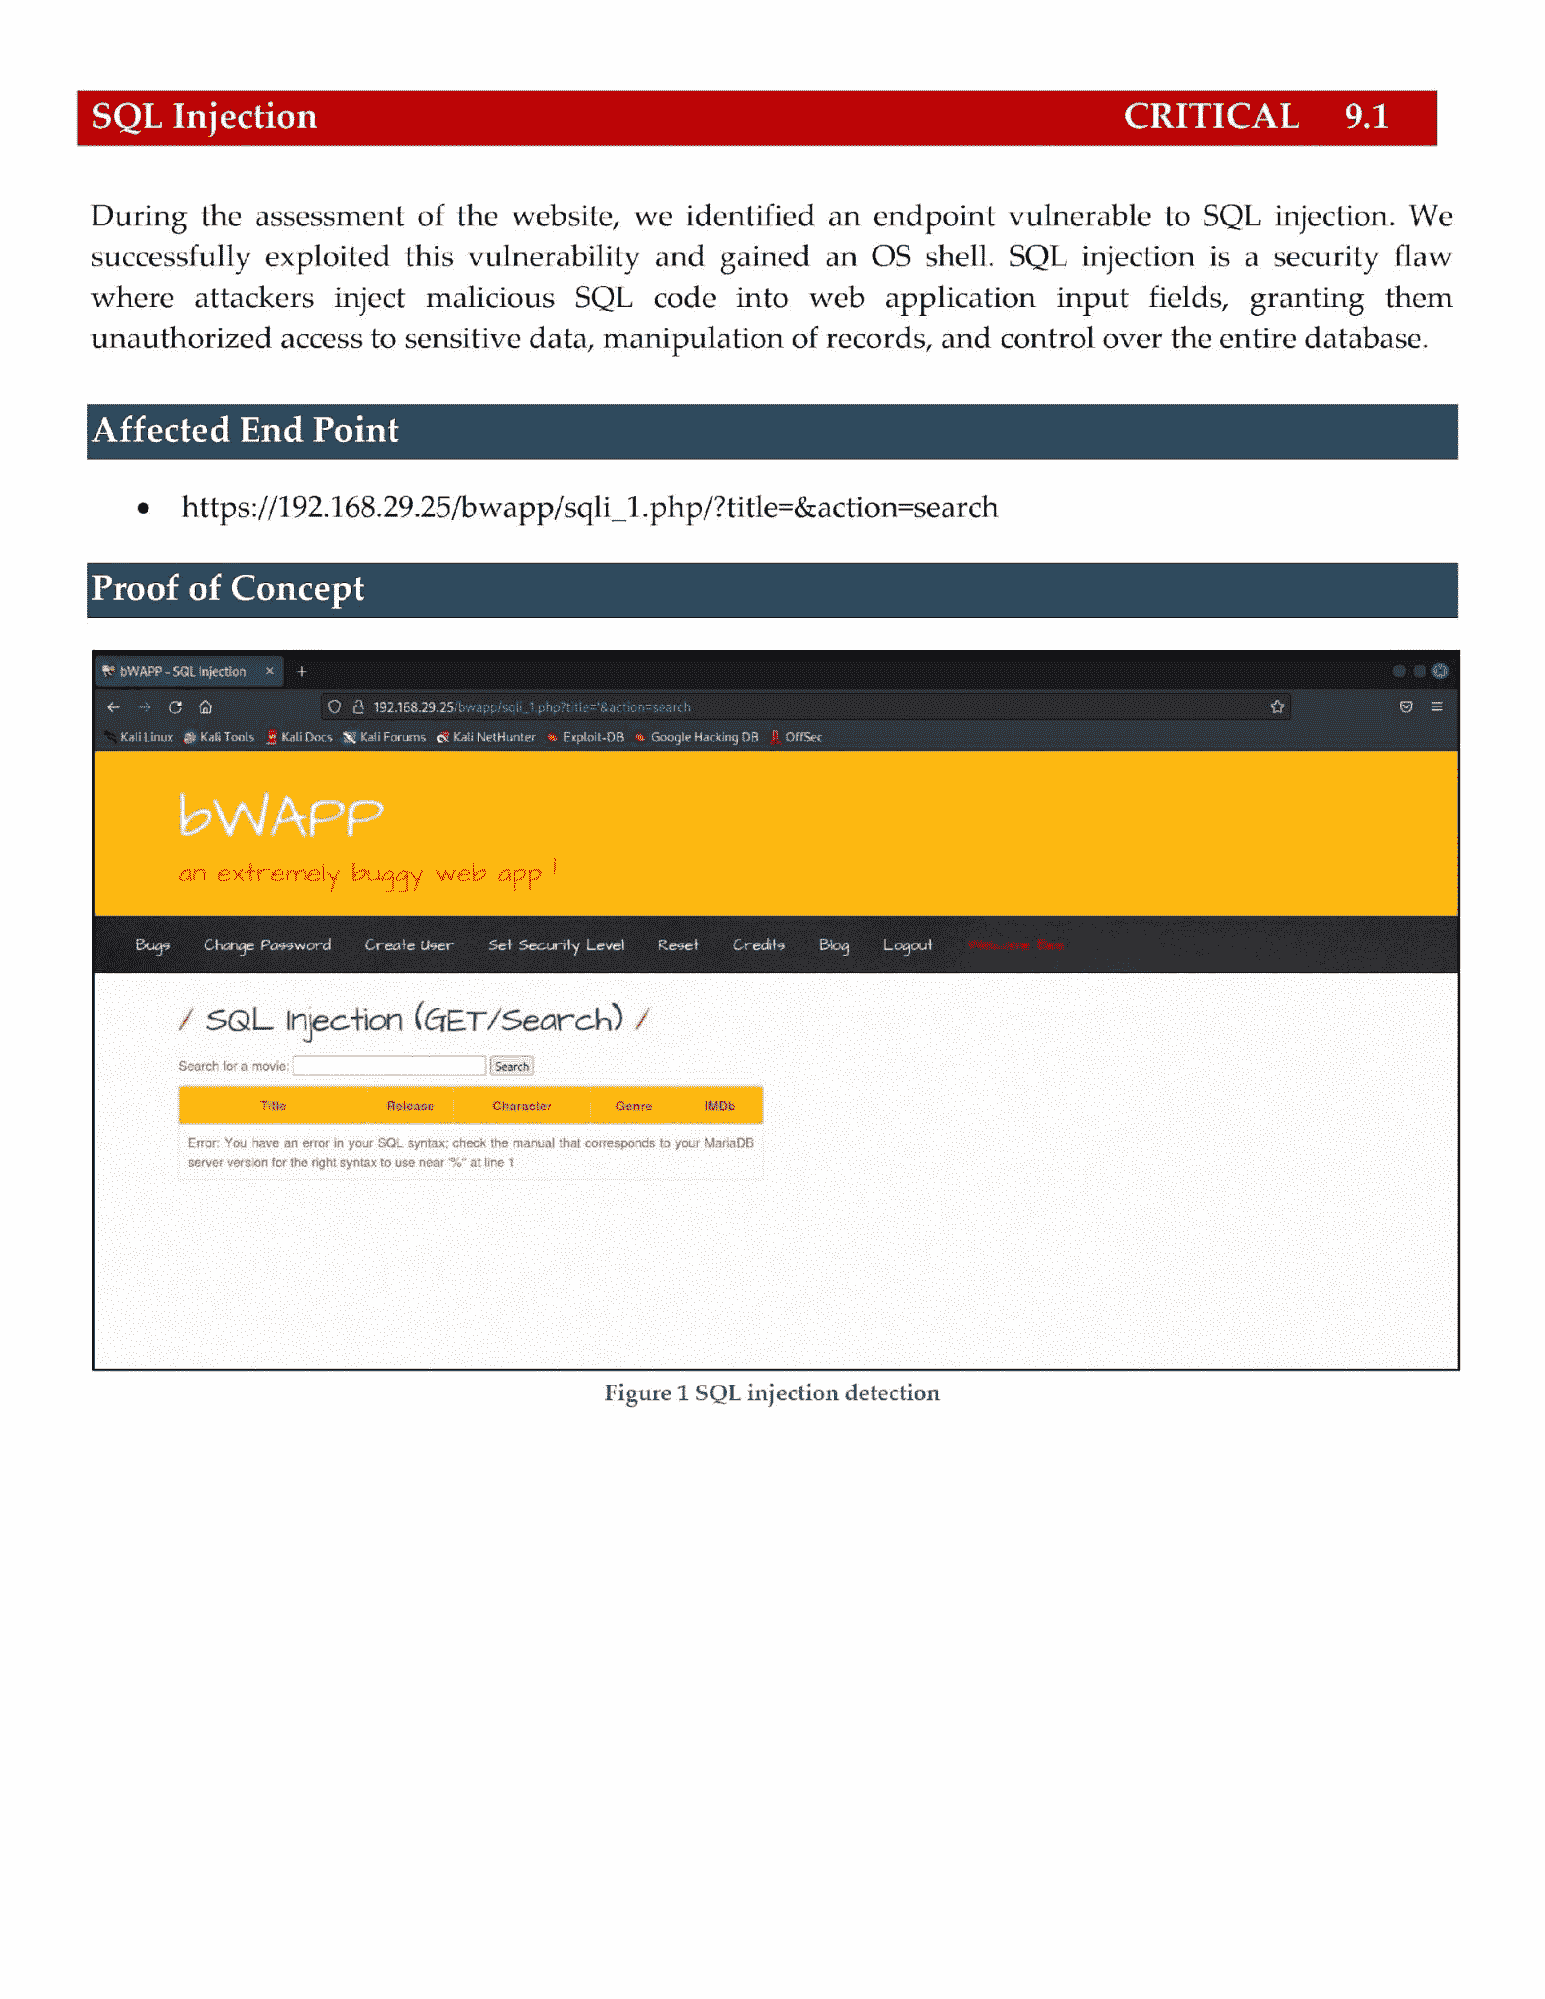 SQL Injection CRITICAL 9.1
During the assessment of the website, we identified an endpoint vulnerable to SQL injection. We
successfully exploited this vulnerability and gained an OS shell. SQL injection is a security flaw
where attackers inject malicious SQL code into web application input fields, granting them
unauthorized access to sensitive data, manipulation of records, and control over the entire database.
Affected End Point
• https://192.168.29.25/bwapp/sqli_1.php/?title=&action=search
Proof of Concept
bWAPP - SQL Injection
192.168.29.25/bwapp/sqli_1.php?title='&action=search
Kali Linux Kali Tools Kali Docs Kali Forums Kali NetHunter Exploit-DB Google Hacking DB OffSec
bWAPP
an extremely buggy web app !
Bugs Change Password Create User Set Security Level Reset Credits Blog Logout
/ SQL Injection (GET/Search) /
Search for a movie: Search
Title Release Character Genre IMDb
Error: You have an error in your SQL syntax; check the manual that corresponds to your MariaDB
server version for the right syntax to use near '%'' at line 1
Figure 1 SQL injection detection